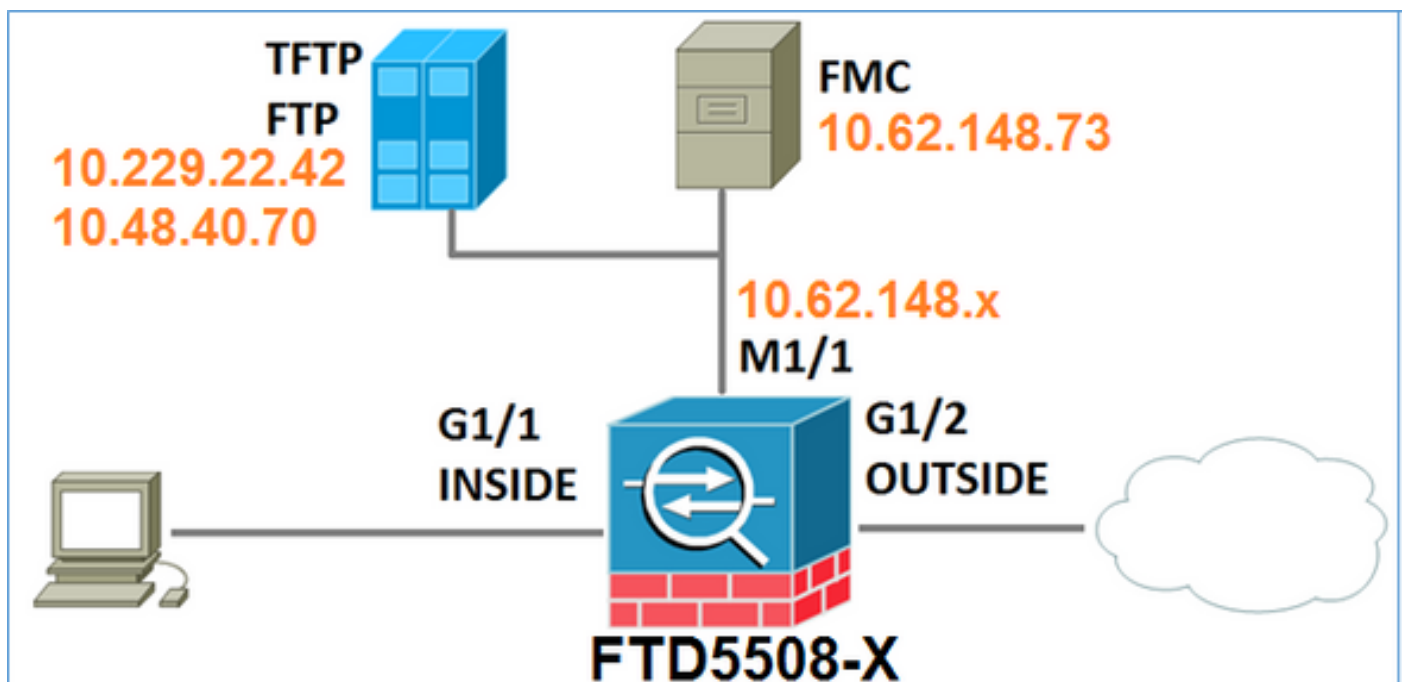 TFTP
FTP
10.229.22.42
10.48.40.70
FMC
10.62.148.73
10.62.148.x
M1/1
G1/1
INSIDE
G1/2
OUTSIDE
FTD5508-X